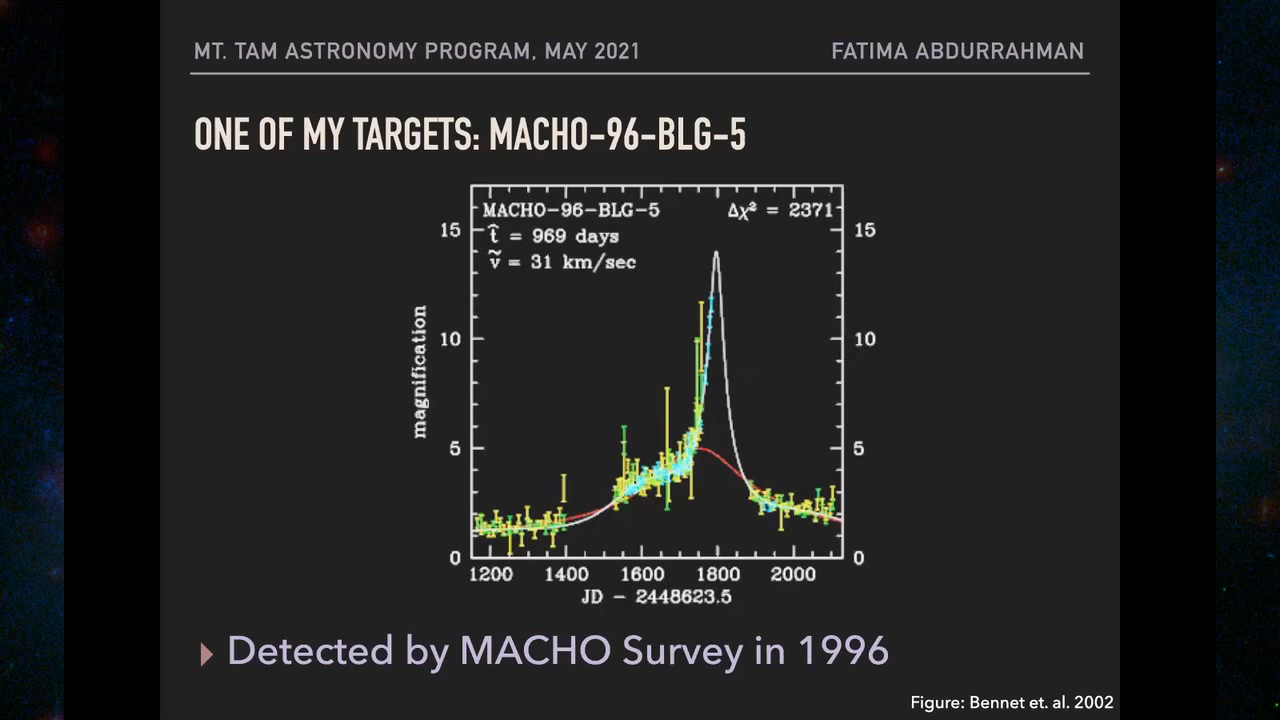 MT. TAM ASTRONOMY PROGRAM, MAY 2021 FATIMA ABDURRAHMAN
ONE OF MY TARGETS: MACHO-96-BLG-5
MACHO-96-BLG-5 Δχ² = 2371
t̂ = 969 days
ṽ = 31 km/sec
15 15
10 10
5 5
0 0
magnification
1200 1400 1600 1800 2000
JD - 2448623.5
Detected by MACHO Survey in 1996
Figure: Bennet et. al. 2002